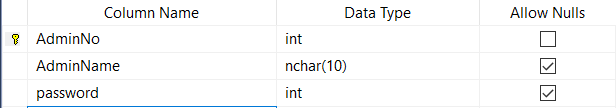 Column Name Data Type Allow Nulls
AdminNo int
AdminName nchar(10)
password int